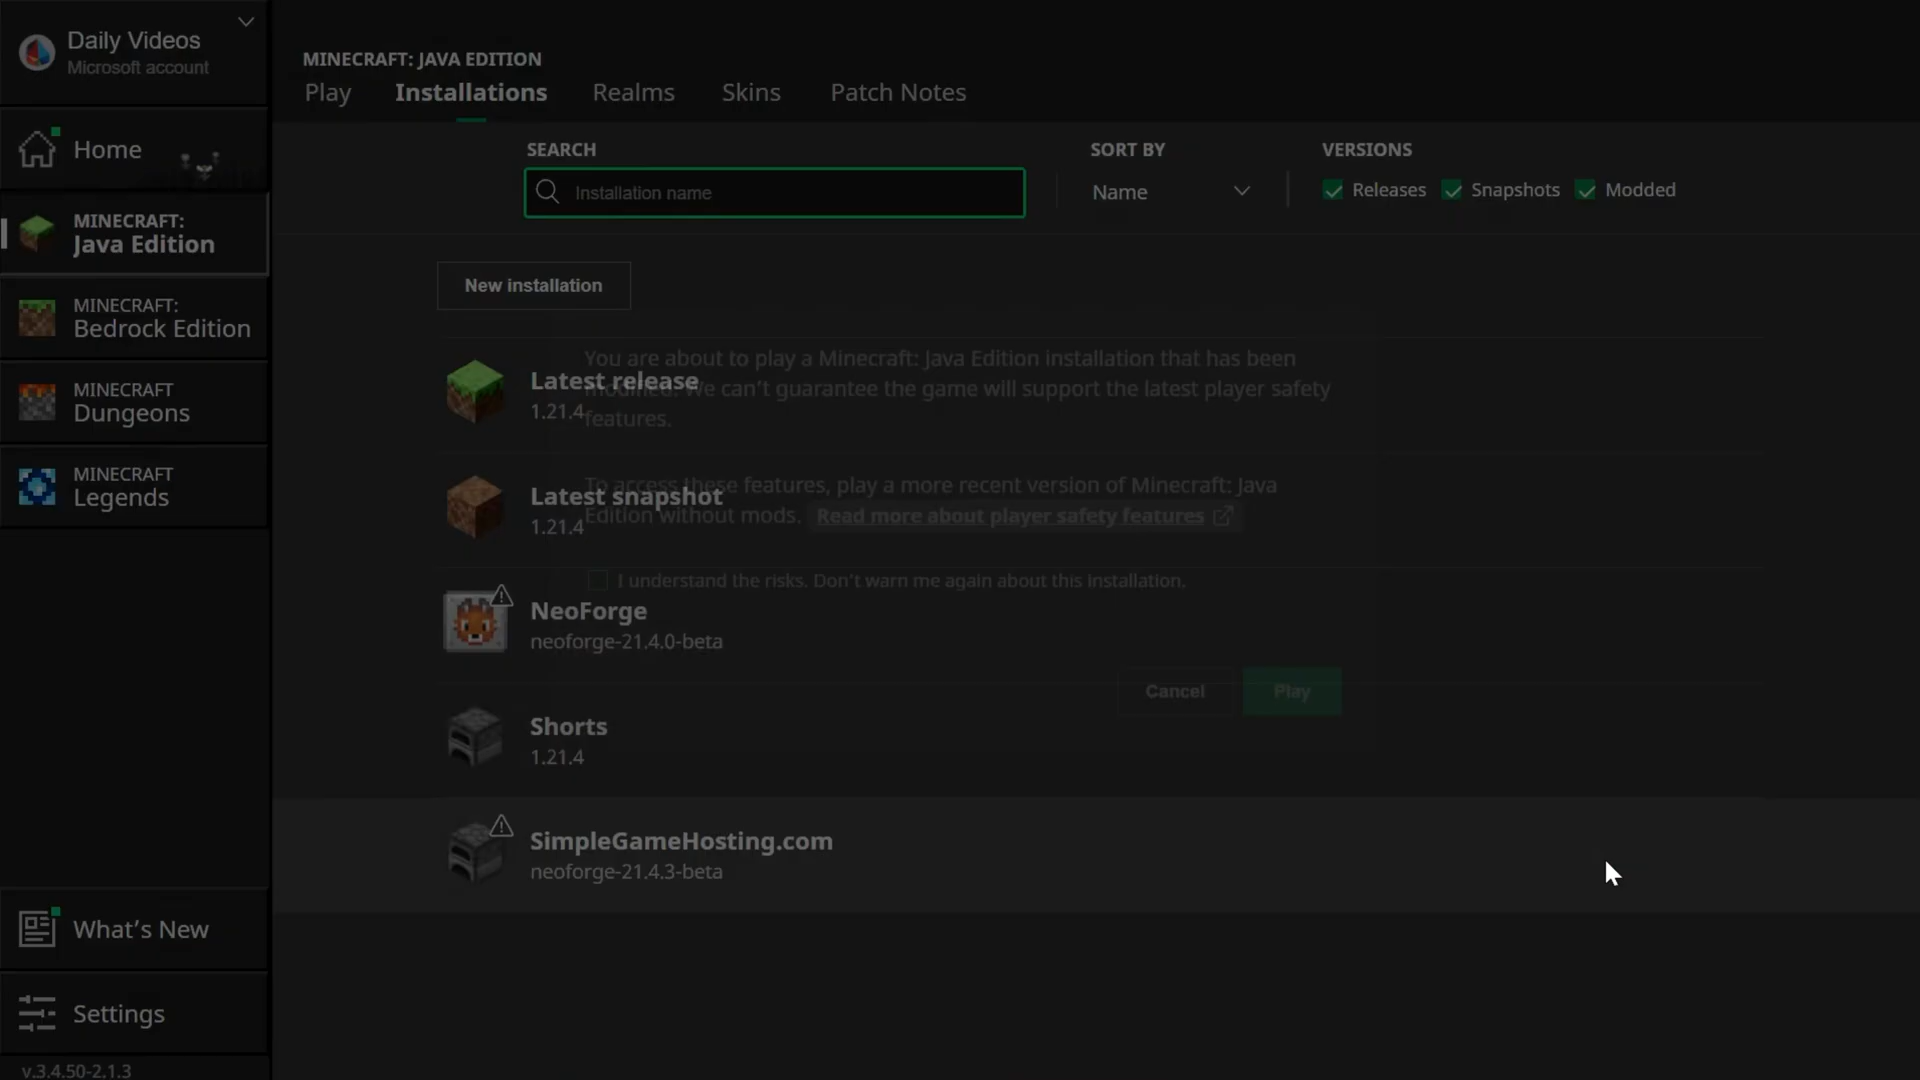 Daily Videos
Microsoft account
Home
MINECRAFT:
Java Edition
MINECRAFT:
Bedrock Edition
MINECRAFT
Dungeons
MINECRAFT
Legends
What's New
Settings
v.3.4.50-2.1.3
MINECRAFT: JAVA EDITION
Play Installations Realms Skins Patch Notes
SEARCH SORT BY VERSIONS
Installation name Name Releases Snapshots Modded
New installation
Latest release
1.21.4
Latest snapshot
1.21.4
NeoForge
neoforge-21.4.0-beta
Shorts
1.21.4
SimpleGameHosting.com
neoforge-21.4.3-beta
You are about to play a Minecraft: Java Edition installation that has been
modified. We can't guarantee the game will support the latest player safety
features.
To access these features, play a more recent version of Minecraft: Java
Edition without mods. Read more about player safety features
I understand the risks. Don't warn me again about this installation.
Cancel Play